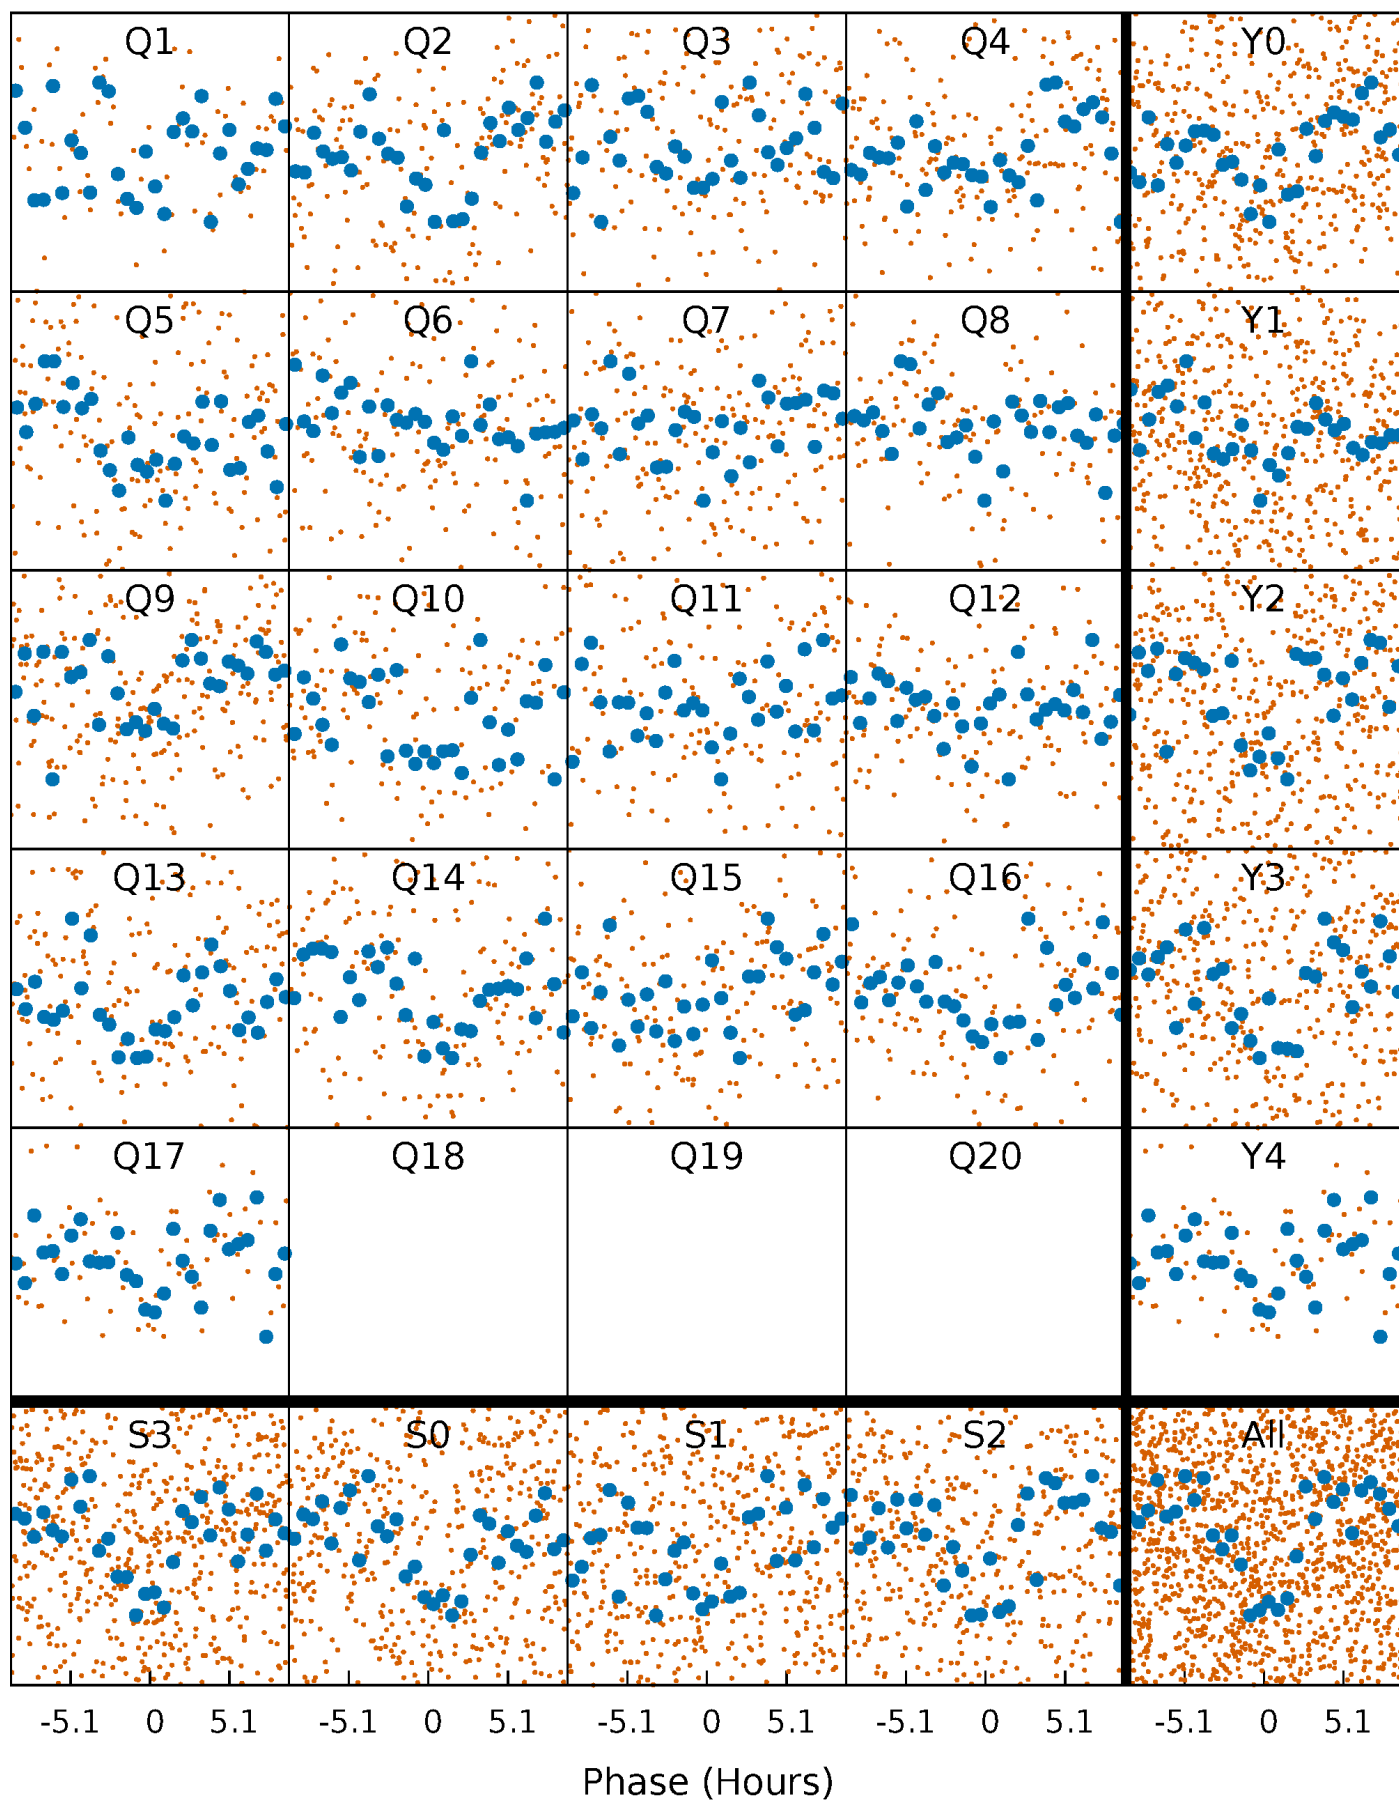 Q1 Q2 Q3 Q4 Y0
Q5 Q6 Q7 Q8 Y1
Q9 Q10 Q11 Q12 Y2
Q13 Q14 Q15 Q16 Y3
Q17 Q18 Q19 Q20 Y4
S3 S0 S1 S2 All
-5.1 0 5.1 -5.1 0 5.1 -5.1 0 5.1 -5.1 0 5.1 -5.1 0 5.1
Phase (Hours)